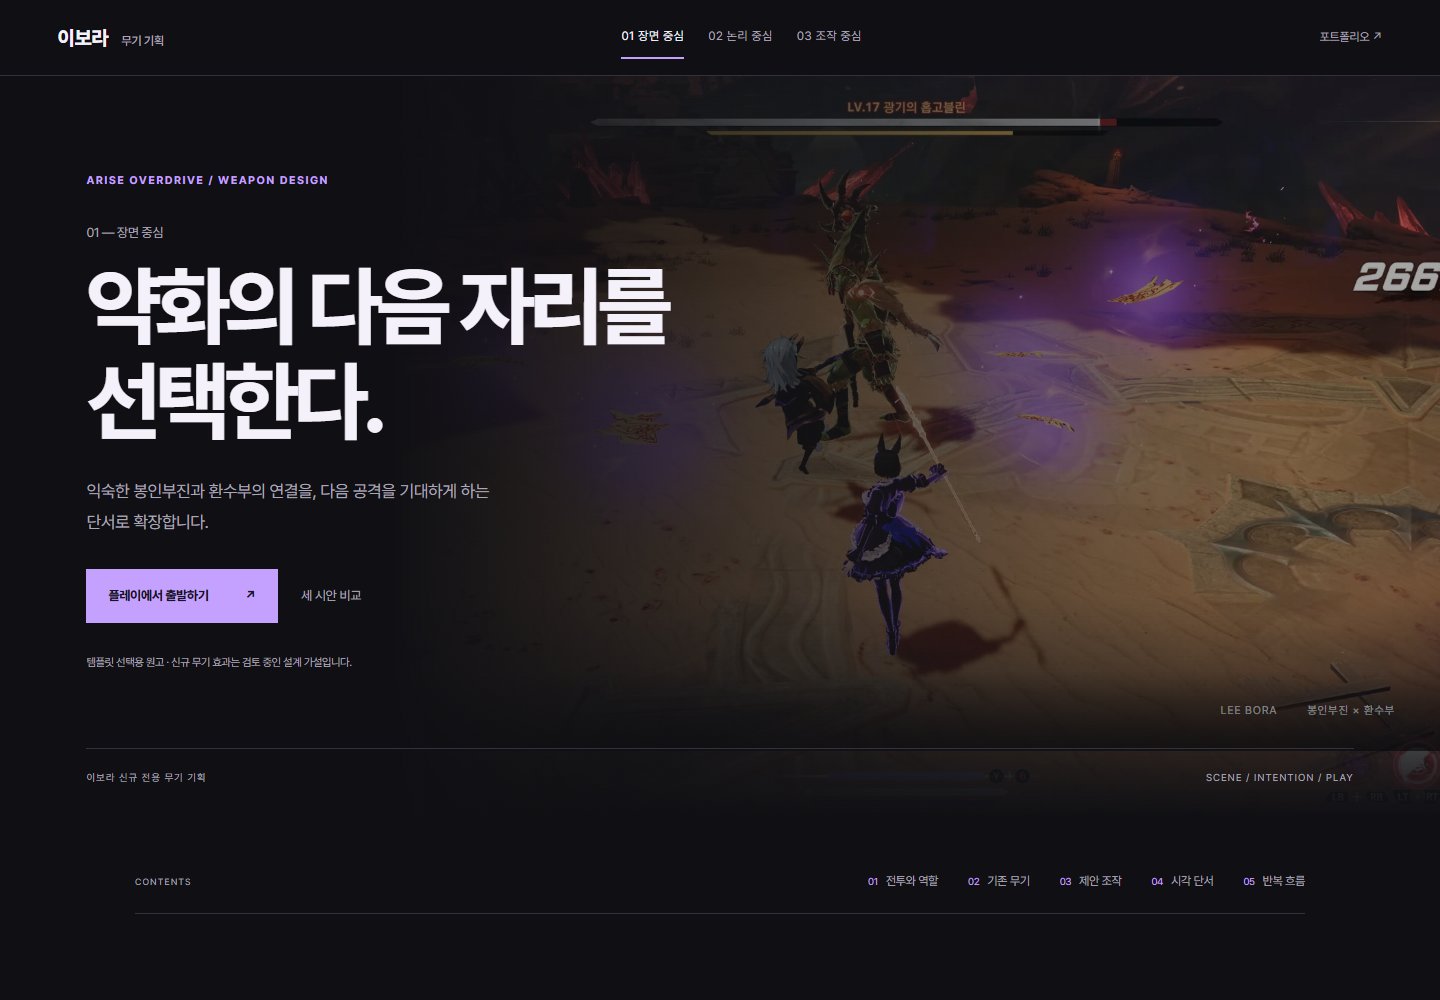 이보라 무기 기획
01 장면 중심 02 논리 중심 03 조작 중심
포트폴리오 ↗
LV.17 광기의 홉고블린
ARISE OVERDRIVE / WEAPON DESIGN
01 — 장면 중심
약화의 다음 자리를
선택한다.
266
익숙한 봉인부진과 환수부의 연결을, 다음 공격을 기대하게 하는
단서로 확장합니다.
플레이에서 출발하기 ↗
세 시안 비교
템플릿 선택용 원고 · 신규 무기 효과는 검토 중인 설계 가설입니다.
LEE BORA 봉인부진 × 환수부
이보라 신규 전용 무기 기획
SCENE / INTENTION / PLAY
CONTENTS
01 전투와 역할 02 기존 무기 03 제안 조작 04 시각 단서 05 반복 흐름